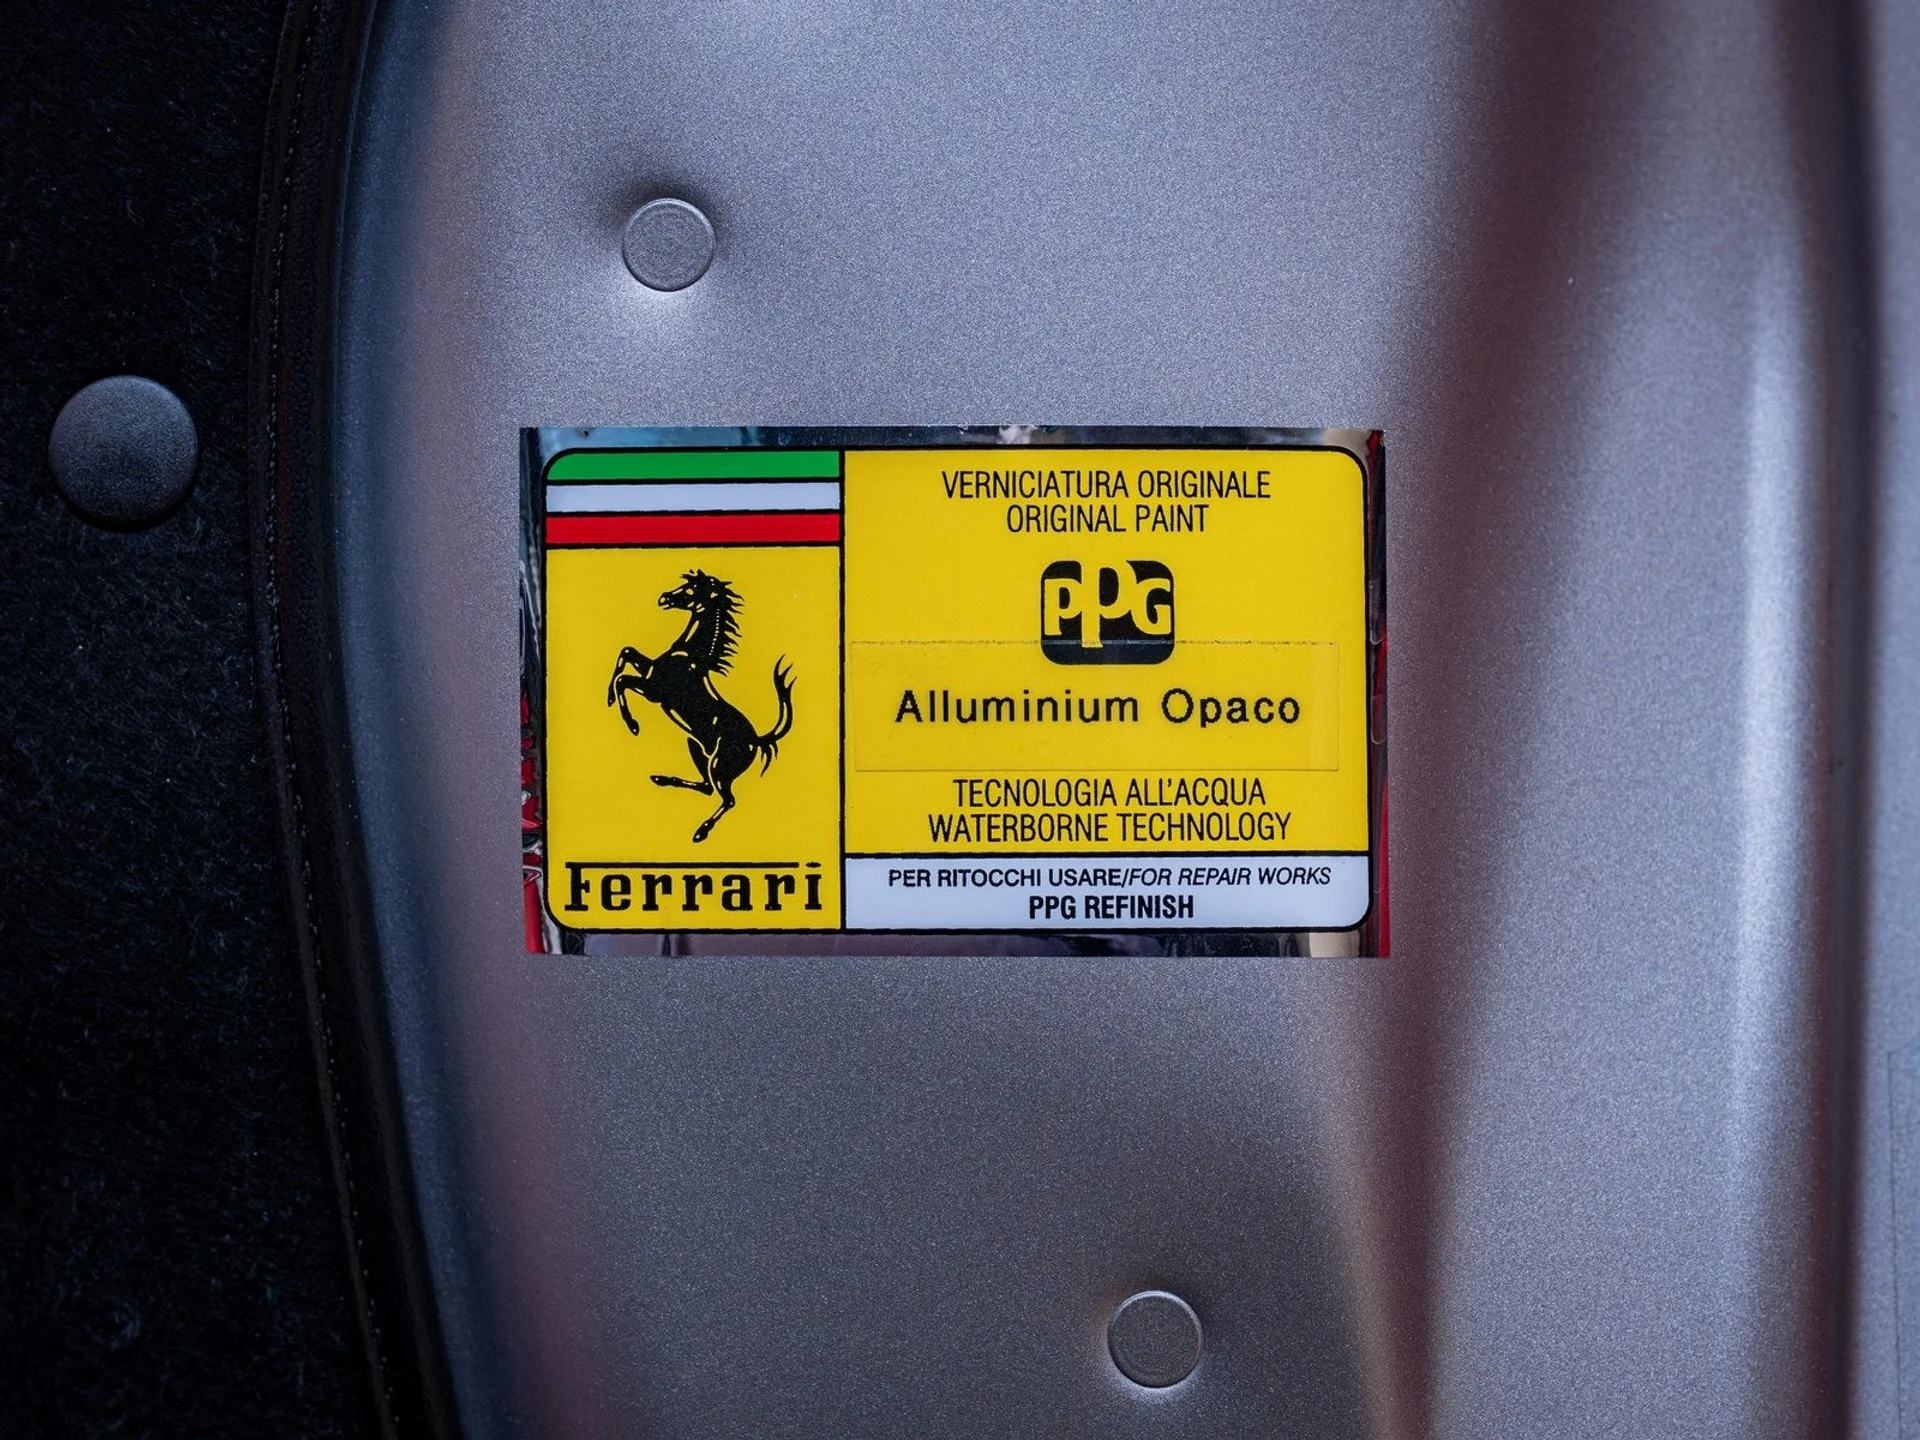 VERNICIATURA ORIGINALE
ORIGINAL PAINT
PPG
Alluminium Opaco
TECNOLOGIA ALL'ACQUA
WATERBORNE TECHNOLOGY
PER RITOCCHI USARE/FOR REPAIR WORKS
PPG REFINISH
Ferrari